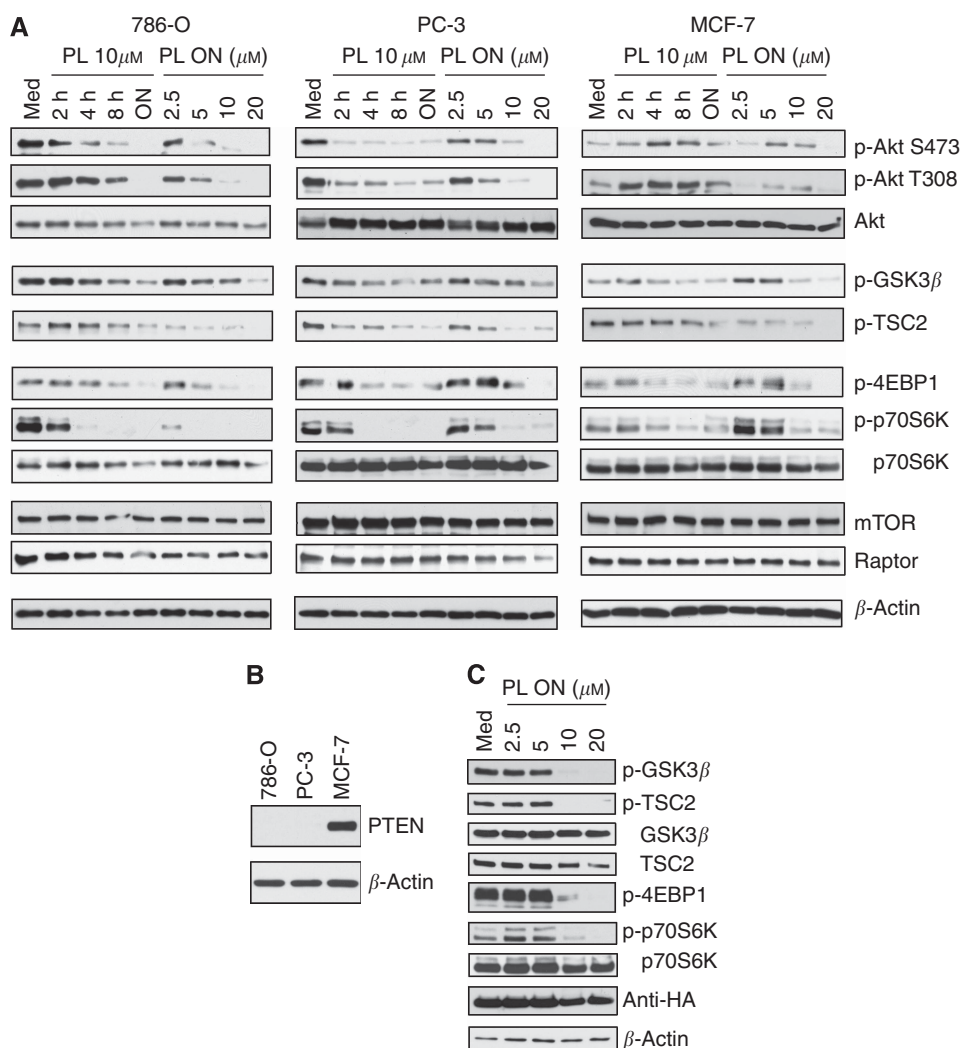 A
786-O PC-3 MCF-7
PL 10μM PL ON (μM) PL 10 μM PL ON (μM) PL 10μM PL ON (μM)
Med 2 h 4 h 8 h ON 2.5 5 10 20 Med 2 h 4 h 8 h ON 2.5 5 10 20 Med 2 h 4 h 8 h ON 2.5 5 10 20
p-Akt S473
p-Akt T308
Akt
p-GSK3β
p-TSC2
p-4EBP1
p-p70S6K
p70S6K
mTOR
Raptor
β-Actin
B
786-O PC-3 MCF-7
PTEN
β-Actin
C
PL ON (μM)
Med 2.5 5 10 20
p-GSK3β
p-TSC2
GSK3β
TSC2
p-4EBP1
p-p70S6K
p70S6K
Anti-HA
β-Actin